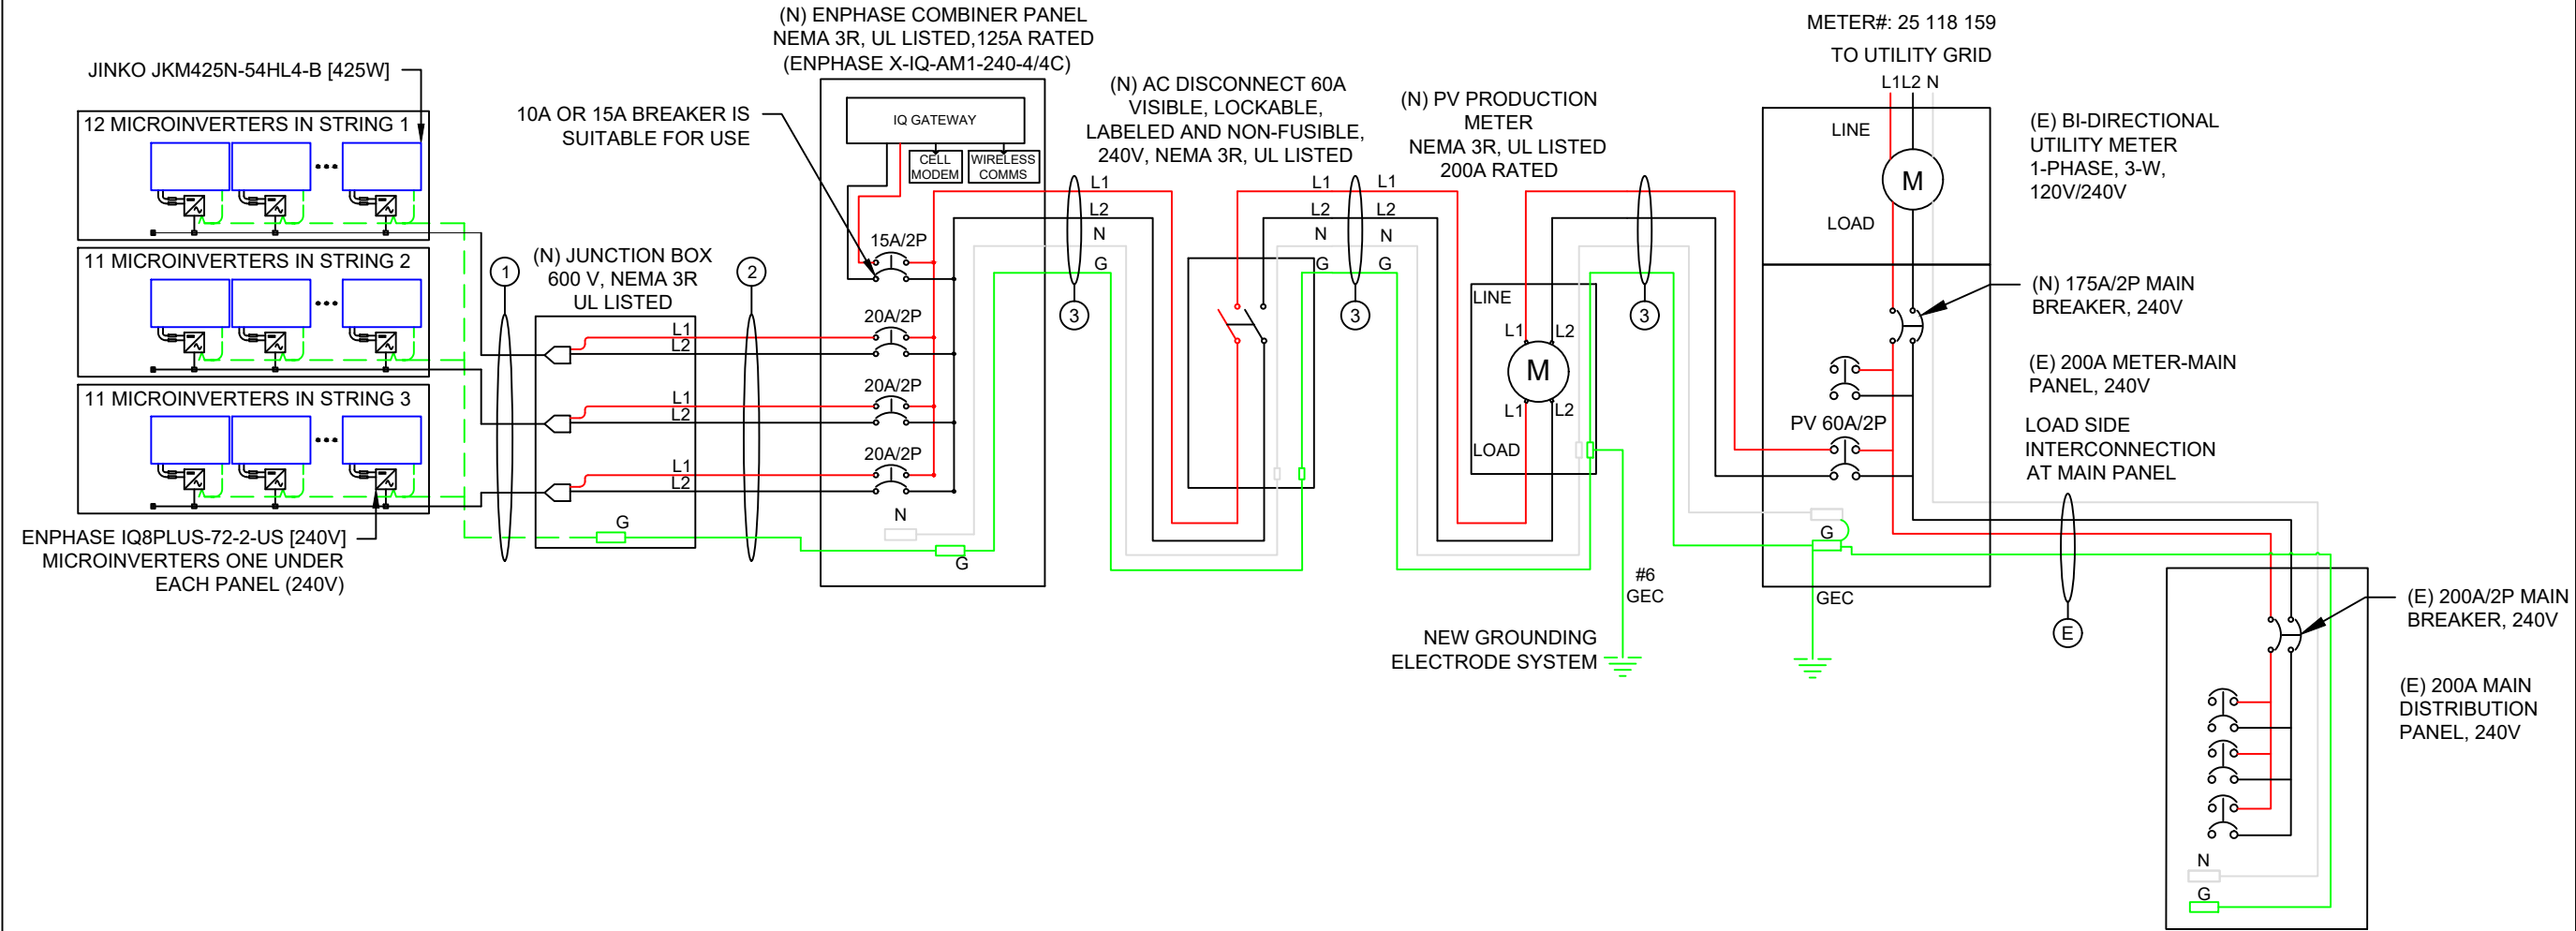 JINKO JKM425N-54HL4-B [425W]
12 MICROINVERTERS IN STRING 1
11 MICROINVERTERS IN STRING 2
11 MICROINVERTERS IN STRING 3
ENPHASE IQ8PLUS-72-2-US [240V]
MICROINVERTERS ONE UNDER
EACH PANEL (240V)
1
(N) JUNCTION BOX
600 V, NEMA 3R
UL LISTED
L1
L2
L1
L2
L1
L2
G
2
10A OR 15A BREAKER IS
SUITABLE FOR USE
(N) ENPHASE COMBINER PANEL
NEMA 3R, UL LISTED,125A RATED
(ENPHASE X-IQ-AM1-240-4/4C)
IQ GATEWAY
CELL
MODEM
WIRELESS
COMMS
15A/2P
20A/2P
20A/2P
20A/2P
N
G
L1
L2
N
G
3
(N) AC DISCONNECT 60A
VISIBLE, LOCKABLE,
LABELED AND NON-FUSIBLE,
240V, NEMA 3R, UL LISTED
L1
L2
N
G
L1
L2
N
G
3
(N) PV PRODUCTION
METER
NEMA 3R, UL LISTED
200A RATED
LINE
L1
L2
M
L1
L2
LOAD
3
#6
GEC
NEW GROUNDING
ELECTRODE SYSTEM
METER#: 25 118 159
TO UTILITY GRID
L1L2 N
LINE
M
LOAD
(E) BI-DIRECTIONAL
UTILITY METER
1-PHASE, 3-W,
120V/240V
(N) 175A/2P MAIN
BREAKER, 240V
(E) 200A METER-MAIN
PANEL, 240V
PV 60A/2P
LOAD SIDE
INTERCONNECTION
AT MAIN PANEL
G
GEC
E
(E) 200A/2P MAIN
BREAKER, 240V
(E) 200A MAIN
DISTRIBUTION
PANEL, 240V
N
G